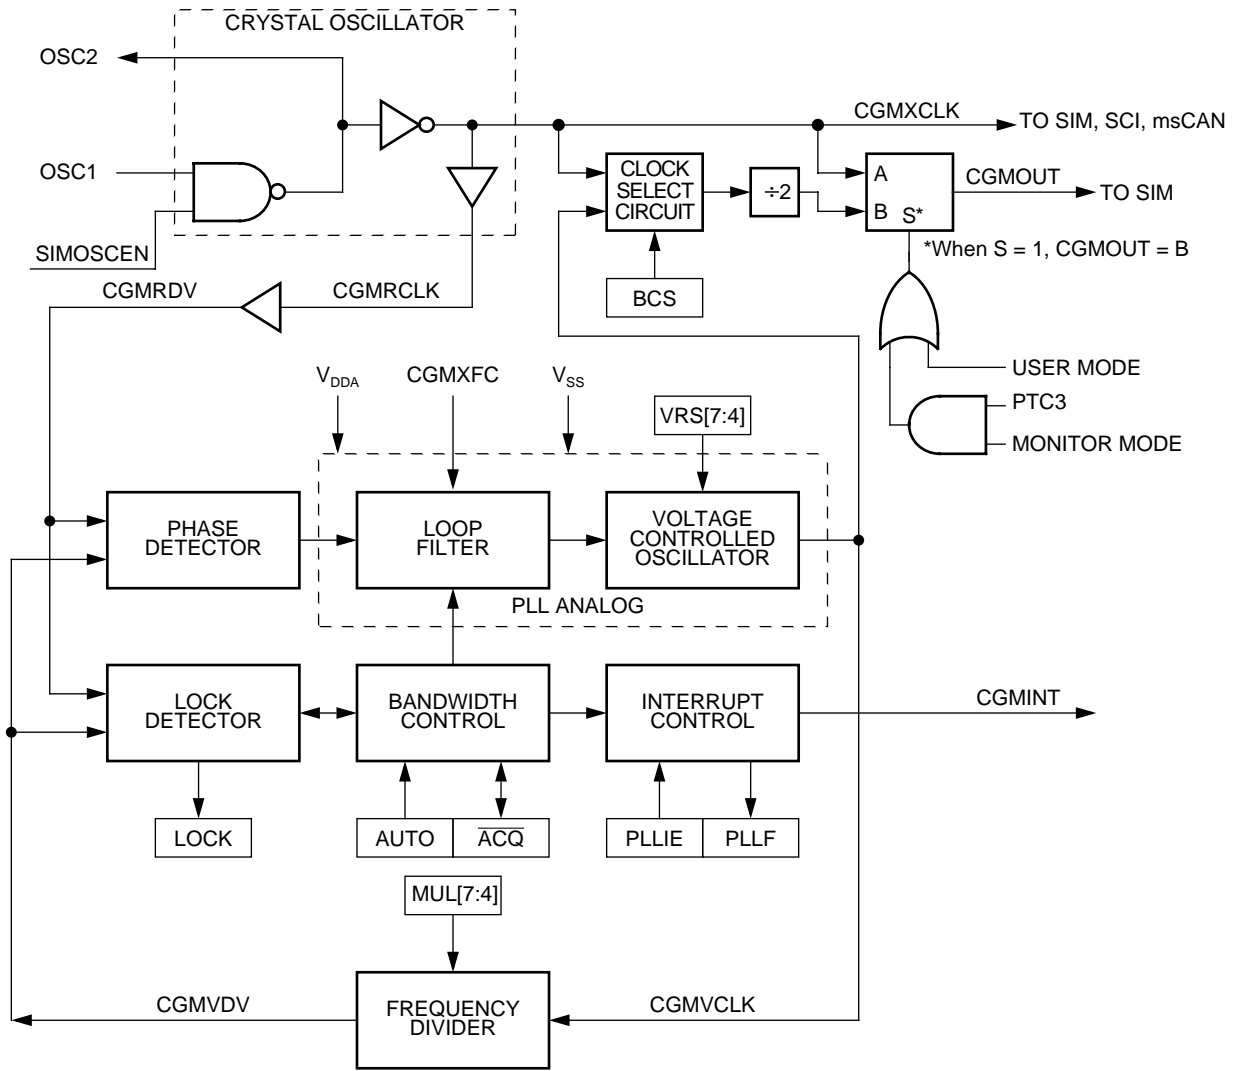 CRYSTAL OSCILLATOR
OSC2
CGMXCLK
TO SIM, SCI, msCAN
OSC1
CLOCK
SELECT
CIRCUIT
÷2
A
B
S*
CGMOUT
TO SIM
SIMOSCEN
*When S = 1, CGMOUT = B
CGMRDV
CGMRCLK
BCS
USER MODE
PTC3
MONITOR MODE
VDDA
CGMXFC
VSS
VRS[7:4]
PHASE
DETECTOR
LOOP
FILTER
VOLTAGE
CONTROLLED
OSCILLATOR
PLL ANALOG
LOCK
DETECTOR
BANDWIDTH
CONTROL
INTERRUPT
CONTROL
CGMINT
LOCK
AUTO
ACQ
PLLIE
PLLF
MUL[7:4]
CGMVDV
FREQUENCY
DIVIDER
CGMVCLK